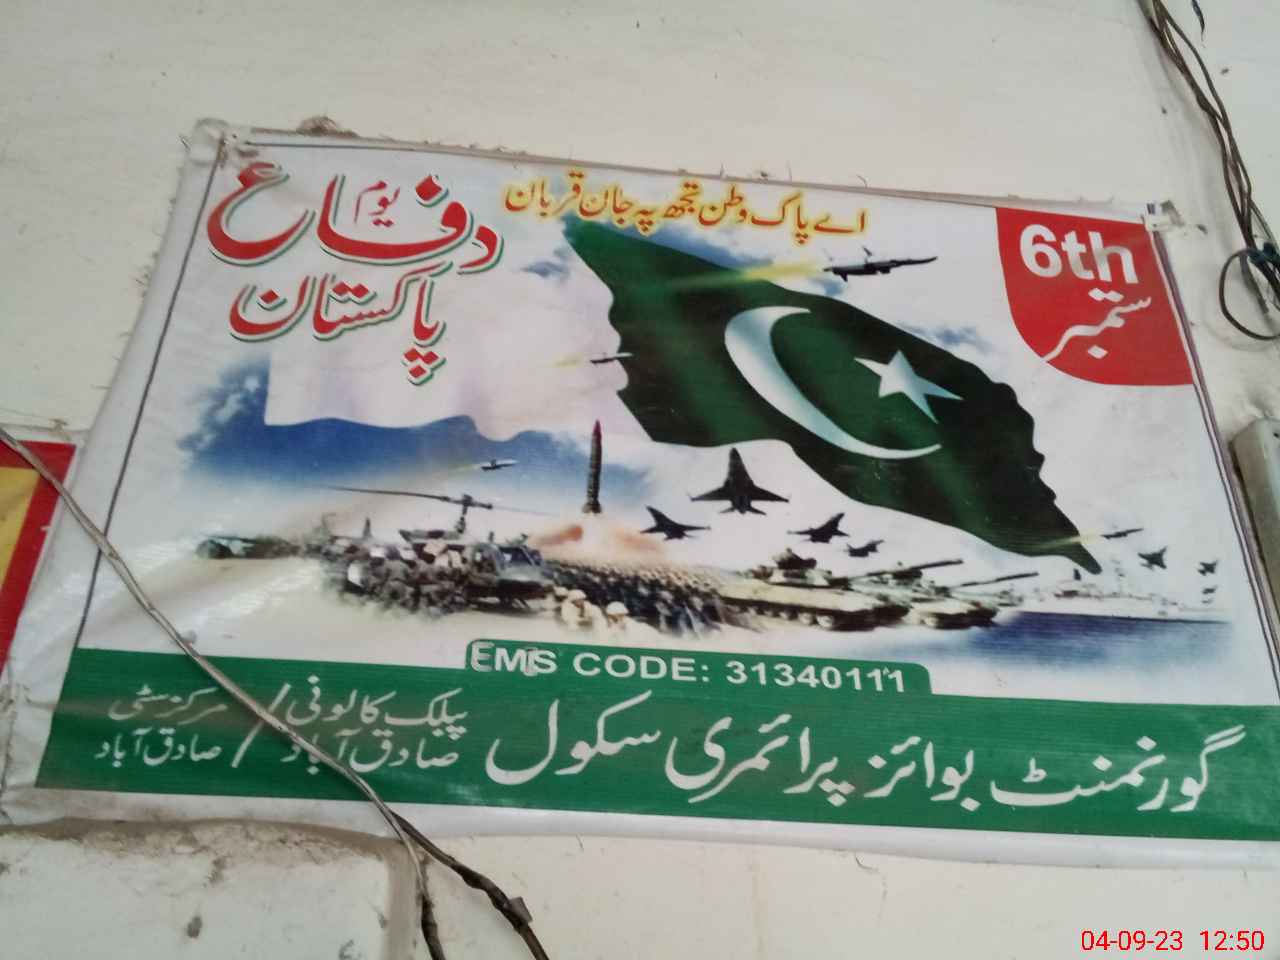 یوم
دفاع
پاکستان
اے پاک وطن تجھ پہ جان قربان
6th
ستمبر
EMIS CODE: 31340111
گورنمنٹ بوائز پرائمری سکول
پبلک کالونی / مرکز سٹی
صادق آباد / صادق آباد
04-09-23 12:50